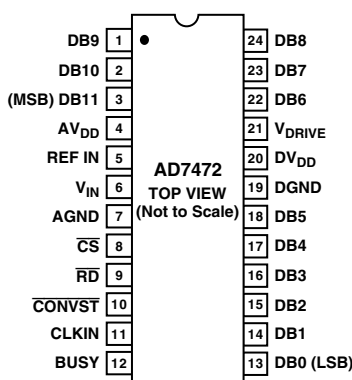 DB9 1 24 DB8
DB10 2 23 DB7
(MSB) DB11 3 22 DB6
AVDD 4 21 VDRIVE
REF IN 5 20 DVDD
AD7472
VIN 6 19 DGND
TOP VIEW
AGND 7 18 DB5
(Not to Scale)
CS 8 17 DB4
RD 9 16 DB3
CONVST 10 15 DB2
CLKIN 11 14 DB1
BUSY 12 13 DB0 (LSB)